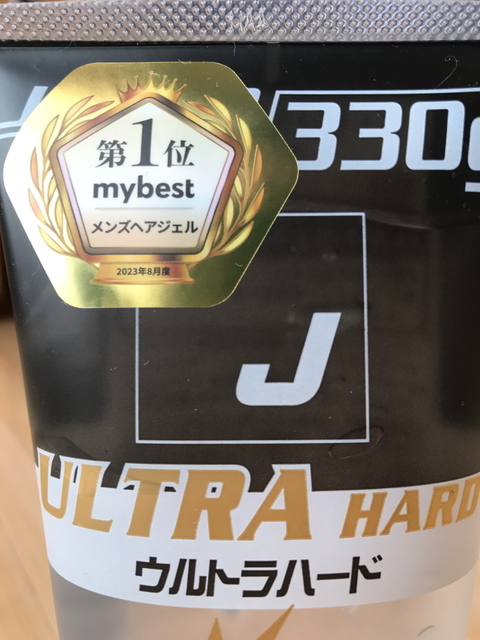 第1位
mybest
メンズヘアジェル
2023年8月度
/330g
J
ULTRA HARD
ウルトラハード